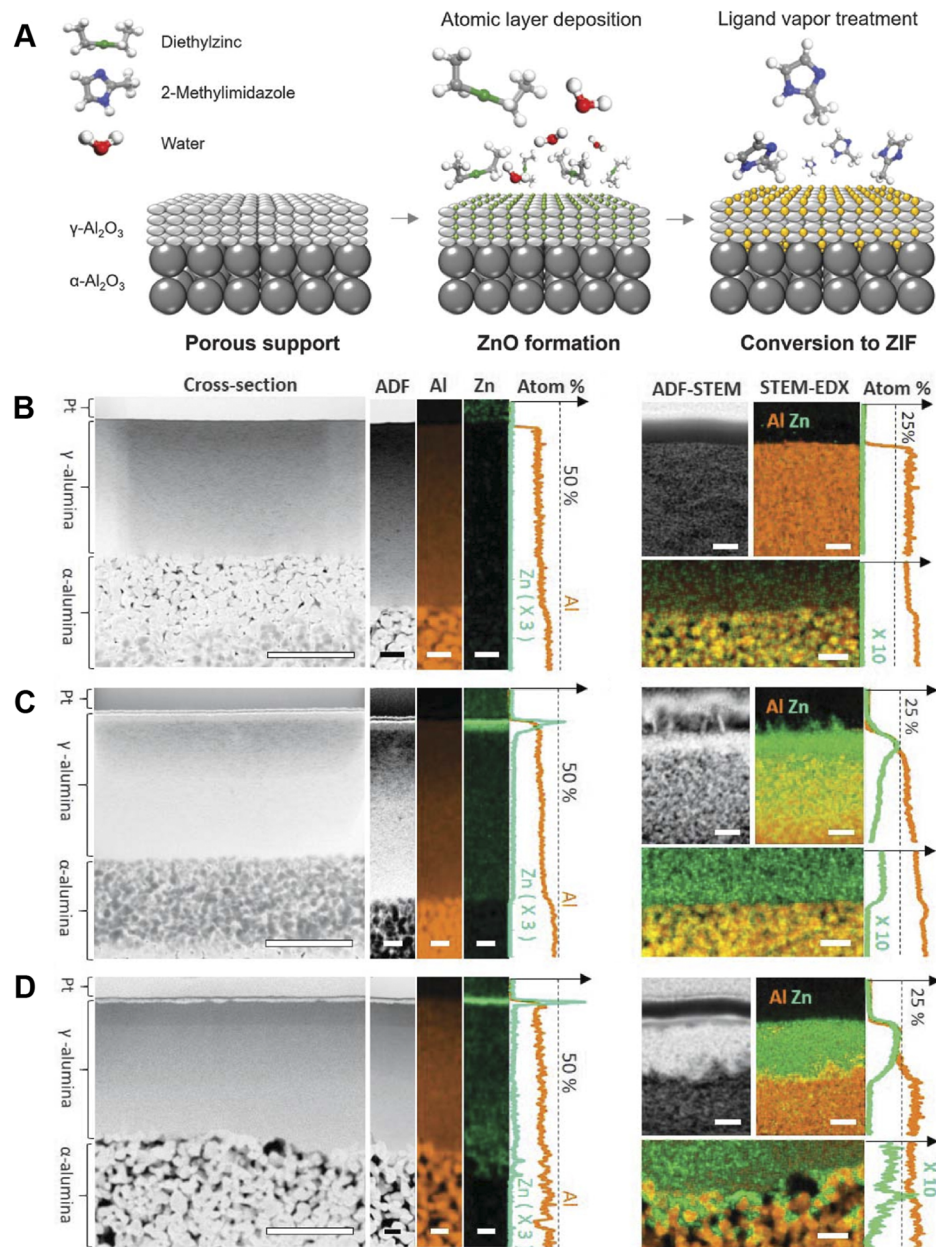 A
Atomic layer deposition
Ligand vapor treatment
Diethylzinc
2-Methylimidazole
Water
γ-Al₂O₃
α-Al₂O₃
Porous support
ZnO formation
Conversion to ZIF
Cross-section
ADF
Al
Zn
Atom %
ADF-STEM
STEM-EDX
Atom %
B
Pt
γ-alumina
α-alumina
50 %
Zn ( X 3 )
Al
Al Zn
25%
X 10
C
Pt
γ-alumina
α-alumina
50 %
Zn ( X 3 )
Al
Al Zn
25 %
X 10
D
Pt
γ-alumina
α-alumina
50 %
Zn ( X 3 )
Al
Al Zn
25 %
X 10